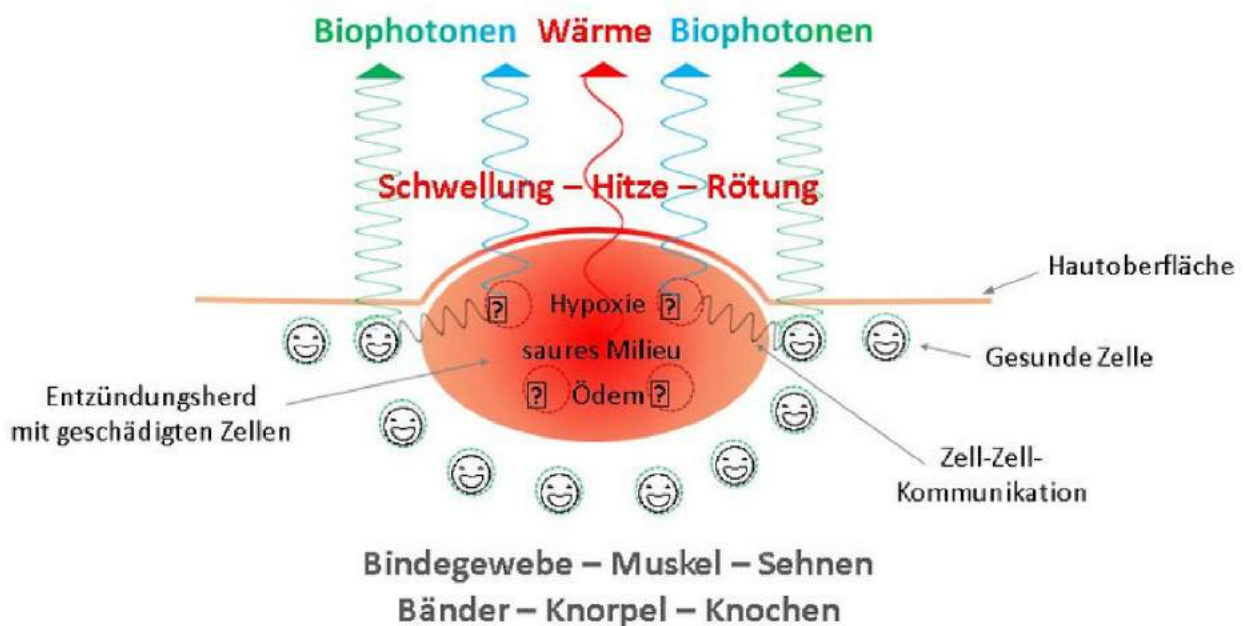 Biophotonen Wärme Biophotonen
Schwellung – Hitze – Rötung
Hautoberfläche
Hypoxie
?
?
saures Milieu
Gesunde Zelle
Ödem
?
?
Entzündungsherd
mit geschädigten Zellen
Zell-Zell-
Kommunikation
Bindegewebe – Muskel – Sehnen
Bänder – Knorpel – Knochen